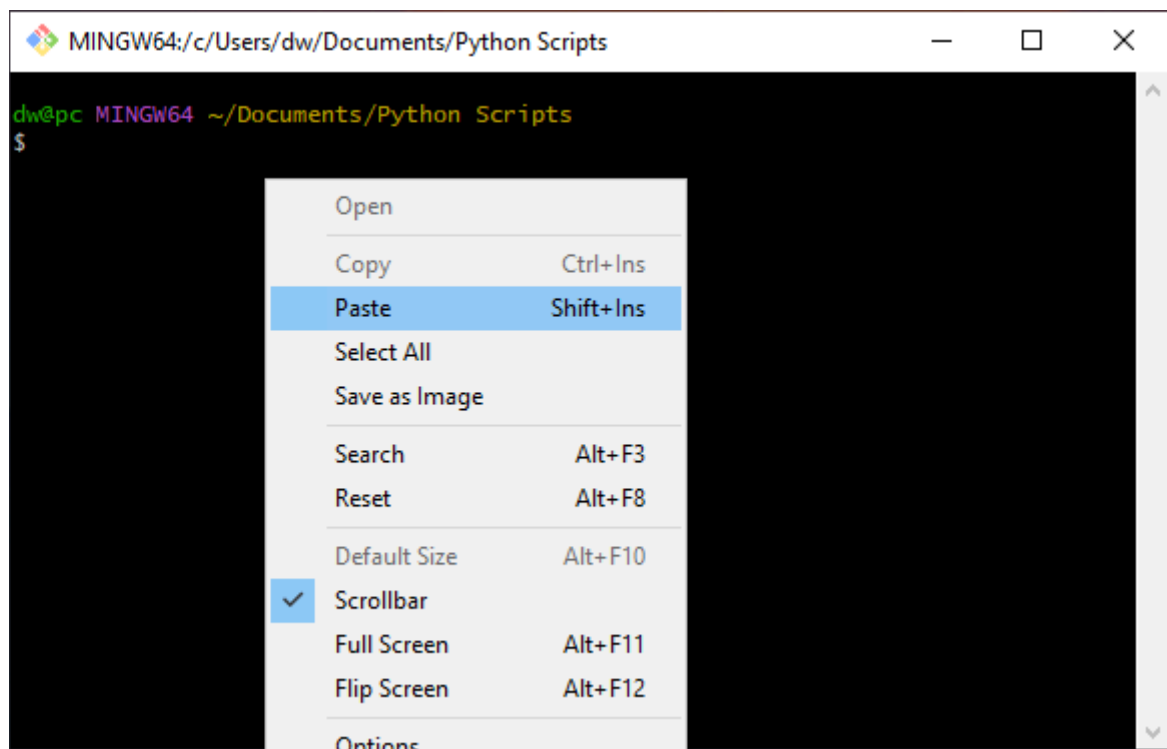 MINGW64:/c/Users/dw/Documents/Python Scripts
dw@pc MINGW64 ~/Documents/Python Scripts
$
Open
Copy Ctrl+Ins
Paste Shift+Ins
Select All
Save as Image
Search Alt+F3
Reset Alt+F8
Default Size Alt+F10
Scrollbar
Full Screen Alt+F11
Flip Screen Alt+F12
Options